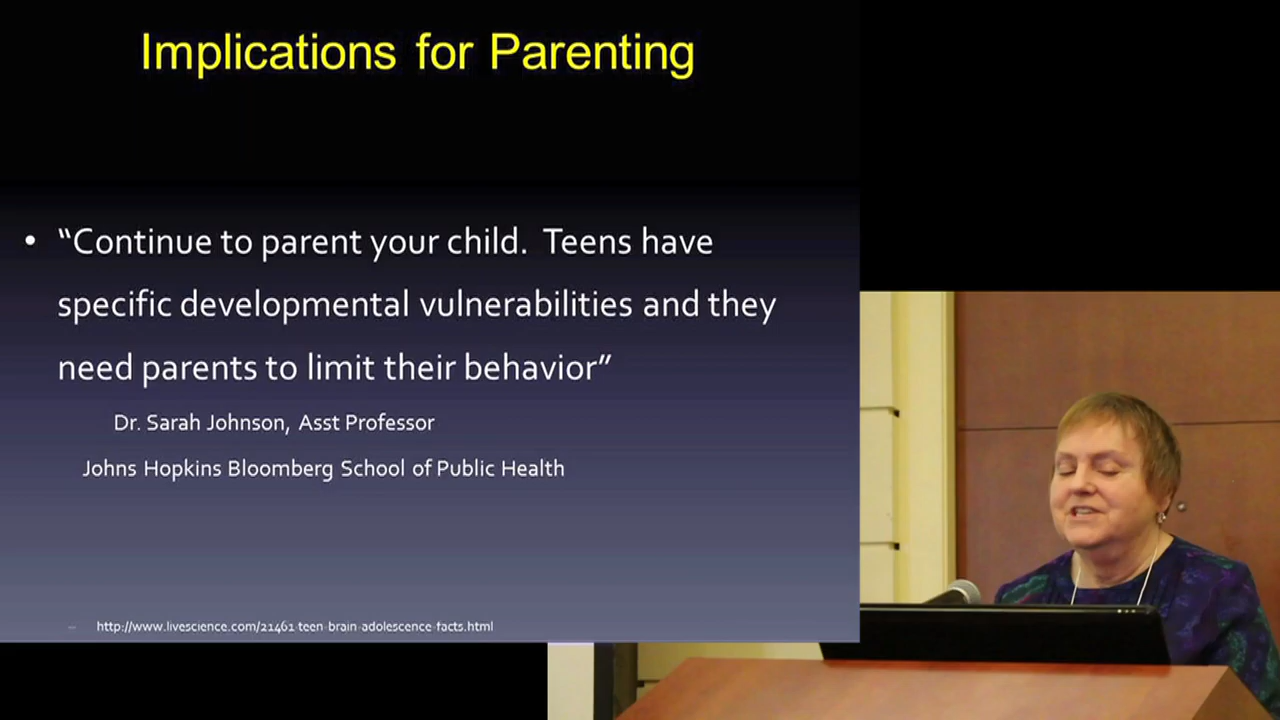 Implications for Parenting
• “Continue to parent your child.  Teens have
specific developmental vulnerabilities and they
need parents to limit their behavior”
Dr. Sarah Johnson, Asst Professor
Johns Hopkins Bloomberg School of Public Health
– http://www.livescience.com/21461-teen-brain-adolescence-facts.html